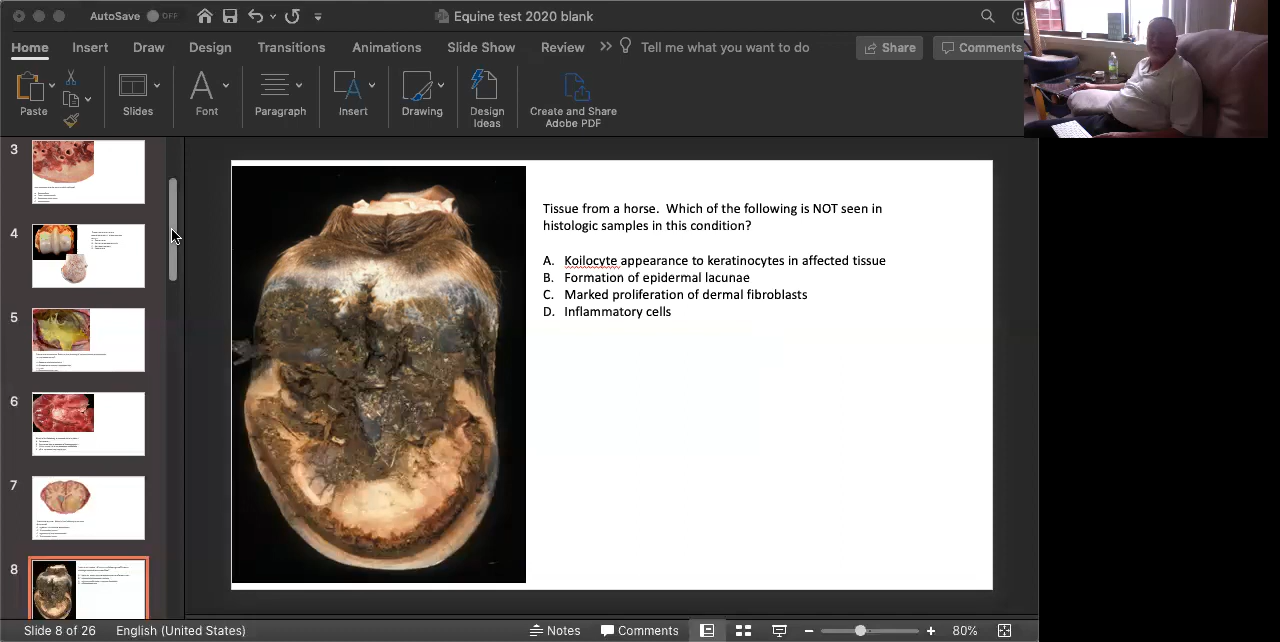 AutoSave OFF
Equine test 2020 blank
Home Insert Draw Design Transitions Animations Slide Show Review Tell me what you want to do Share Comments
Paste
Slides
Font
Paragraph
Insert
Drawing
Design
Ideas
Create and Share
Adobe PDF
3
4
5
6
7
8
Tissue from a horse. Which of the following is NOT seen in
histologic samples in this condition?
A. Koilocyte appearance to keratinocytes in affected tissue
B. Formation of epidermal lacunae
C. Marked proliferation of dermal fibroblasts
D. Inflammatory cells
Slide 8 of 26 English (United States) Notes Comments 80%